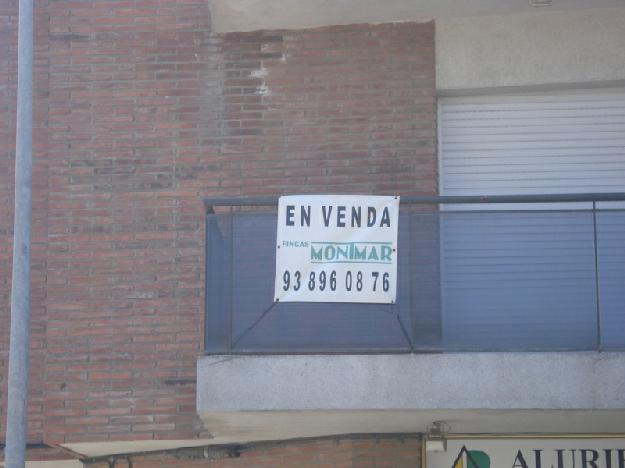 EN VENDA
FINCAS MONTMAR
93 896 08 76